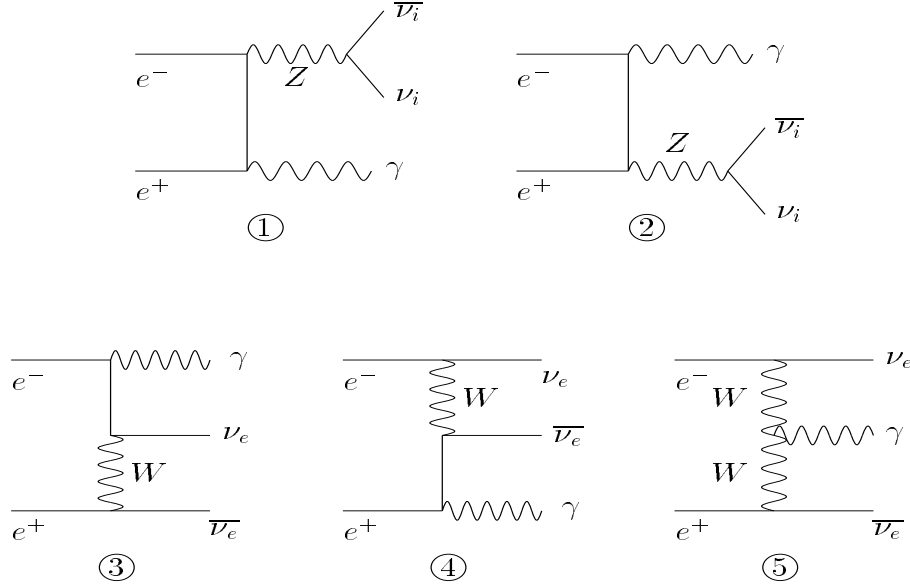 ν̅ᵢ
e⁻ Z νᵢ
e⁺ γ
①
e⁻ γ
e⁺ Z ν̅ᵢ
νᵢ
②
e⁻ γ
νₑ
W
e⁺ ν̅ₑ
③
e⁻ νₑ
W
ν̅ₑ
e⁺ γ
④
e⁻ νₑ
W
γ
W
e⁺ ν̅ₑ
⑤